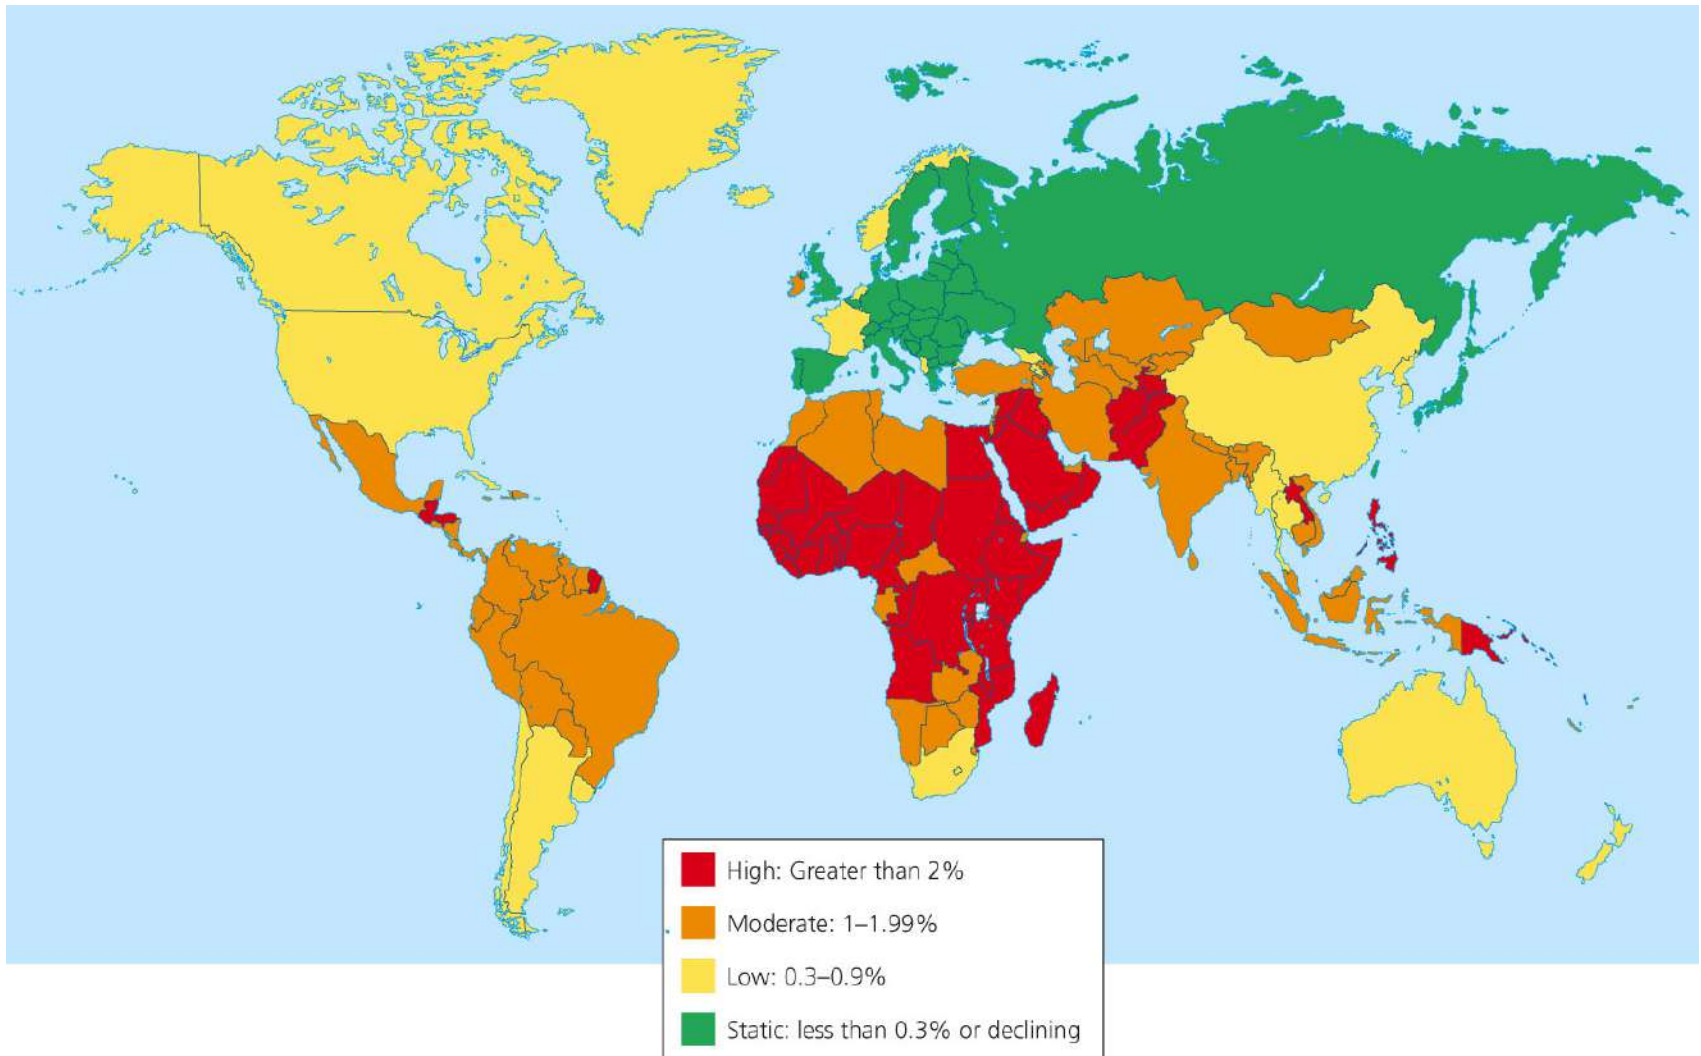 High: Greater than 2%
Moderate: 1–1.99%
Low: 0.3–0.9%
Static: less than 0.3% or declining